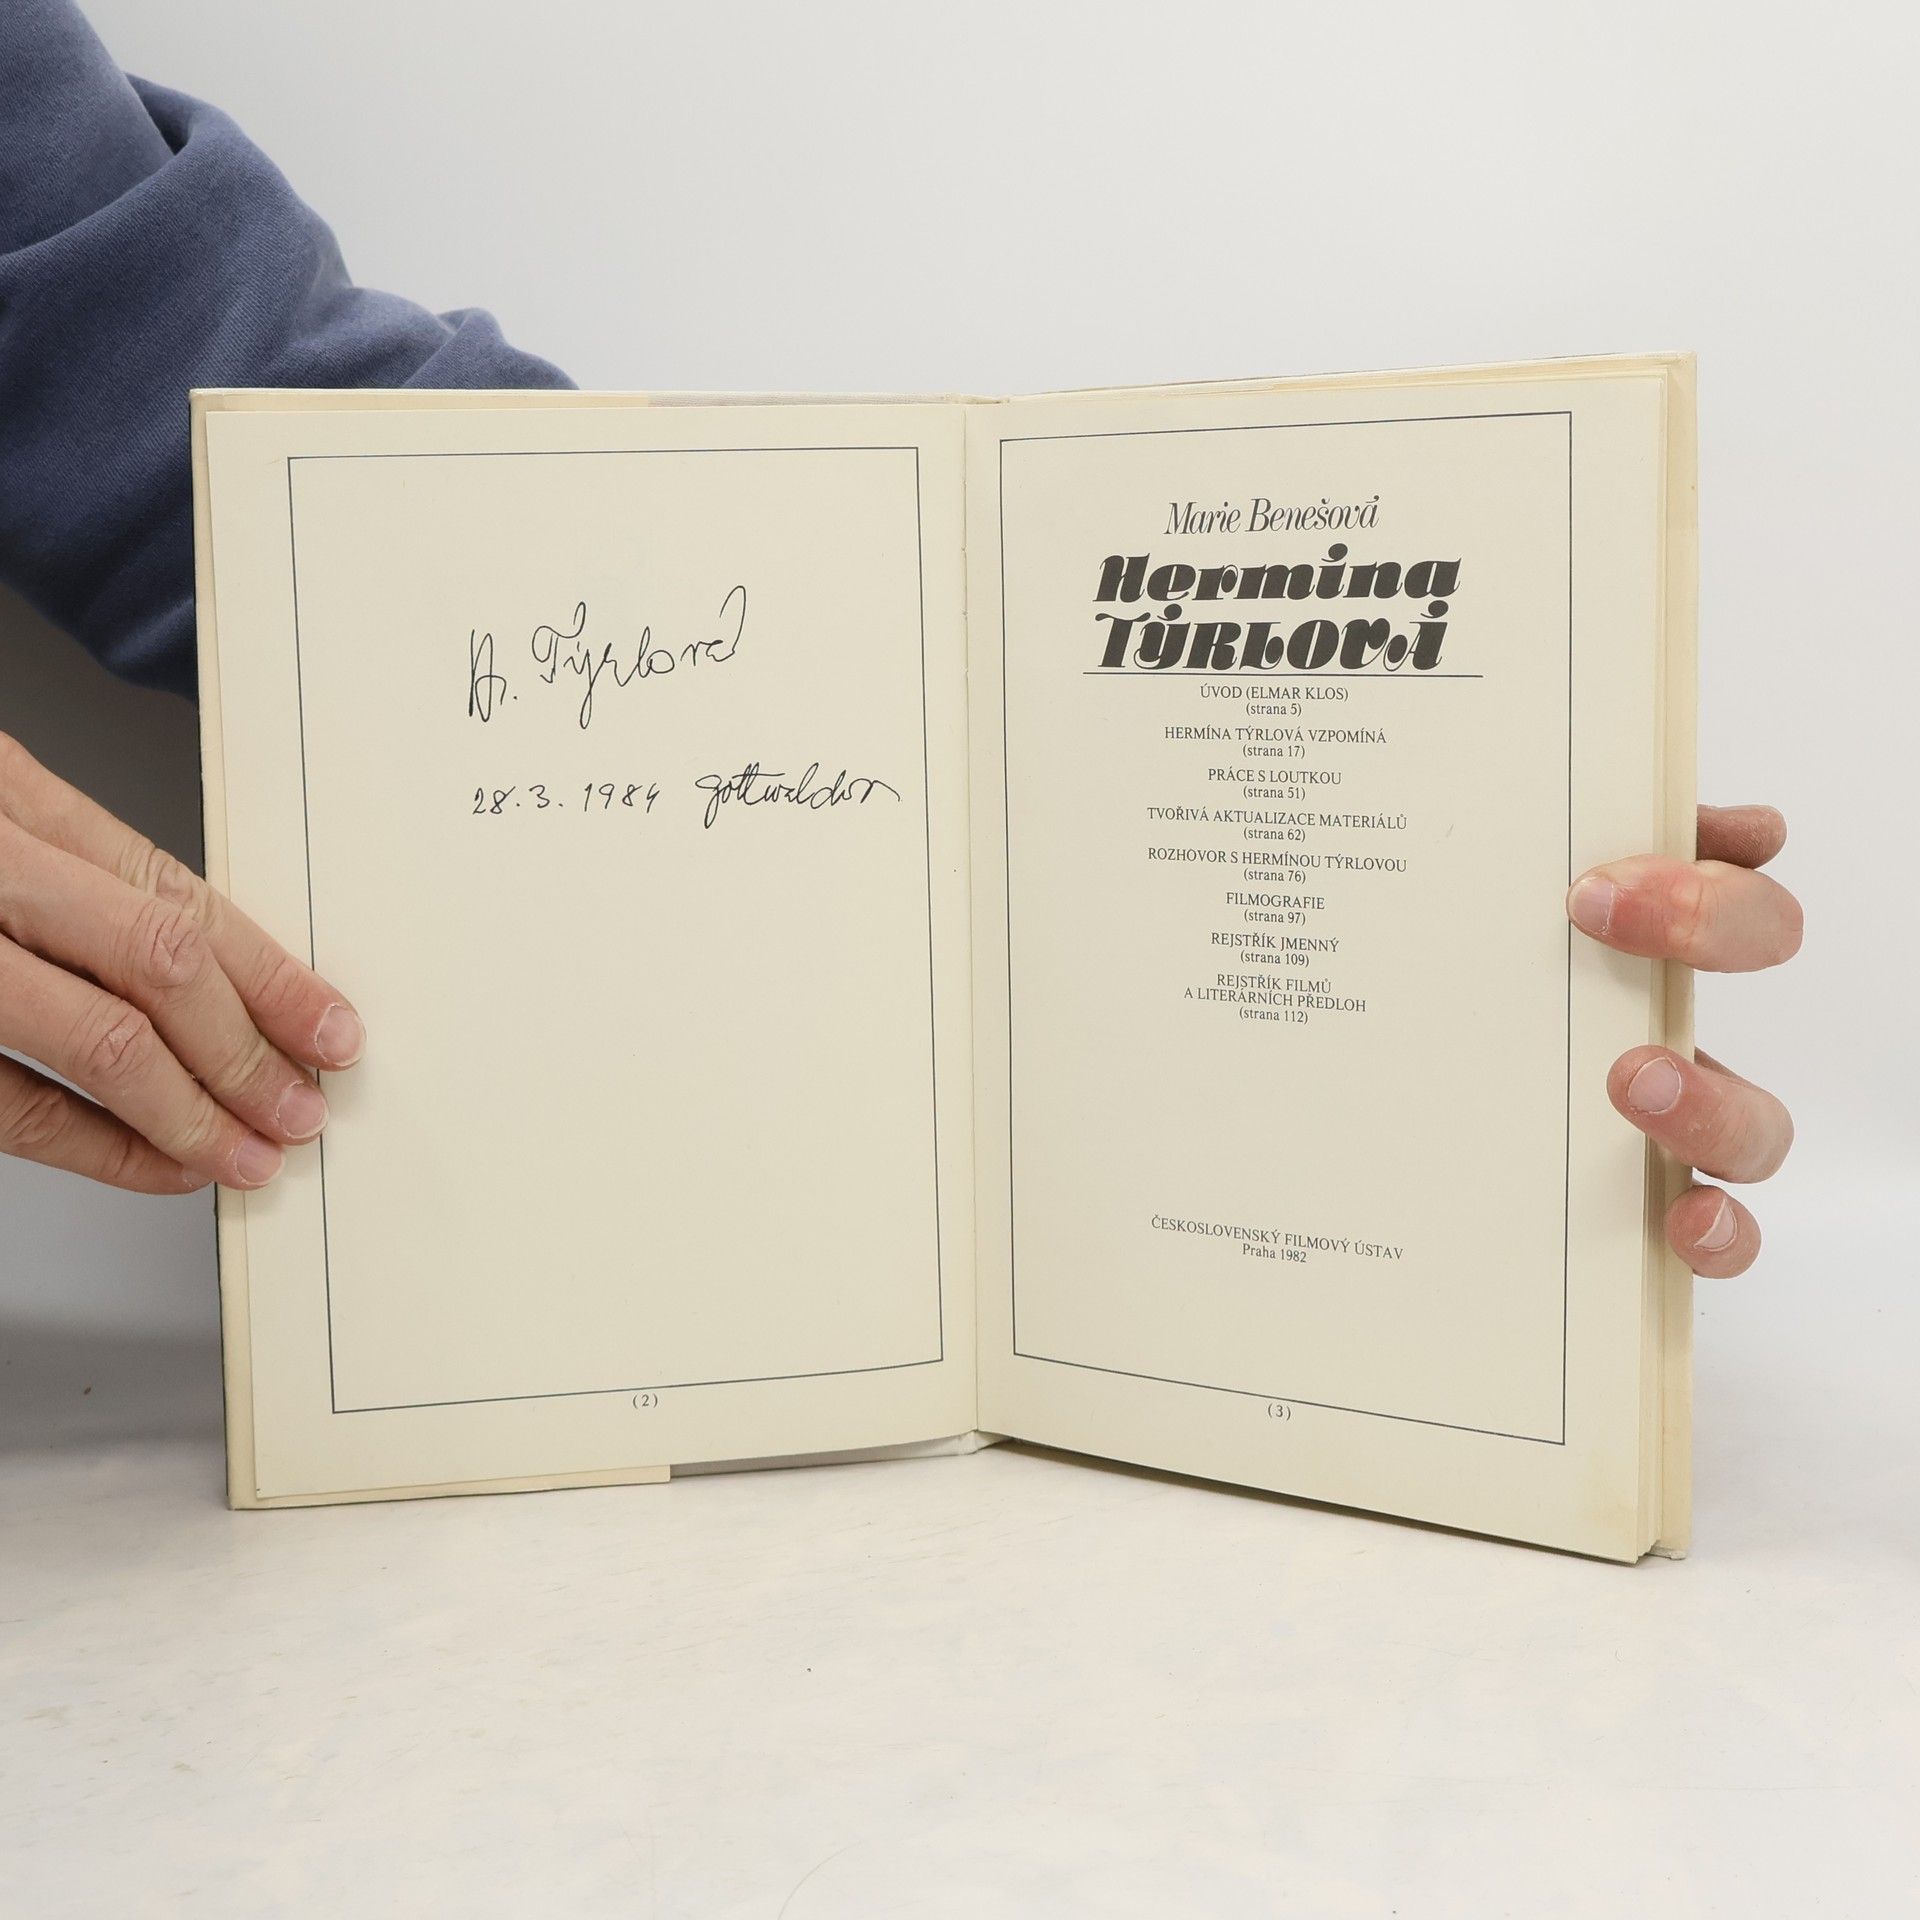 H. Týrlová
28.3.1984 Gottwaldov
(2)
Marie Benešová
Hermina
TÝRLOVÁ
ÚVOD (ELMAR KLOS)
(strana 5)
HERMÍNA TÝRLOVÁ VZPOMÍNÁ
(strana 17)
PRÁCE S LOUTKOU
(strana 51)
TVOŘIVÁ AKTUALIZACE MATERIÁLŮ
(strana 62)
ROZHOVOR S HERMÍNOU TÝRLOVOU
(strana 76)
FILMOGRAFIE
(strana 97)
REJSTŘÍK JMENNÝ
(strana 109)
REJSTŘÍK FILMŮ
A LITERÁRNÍCH PŘEDLOH
(strana 112)
ČESKOSLOVENSKÝ FILMOVÝ ÚSTAV
Praha 1982
(3)